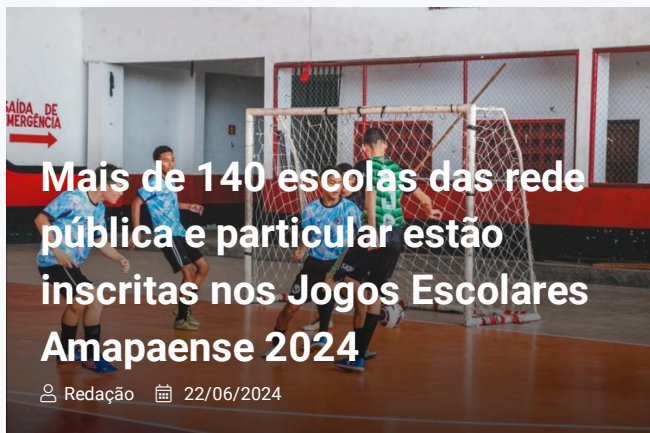 SAÍDA DE
EMERGÊNCIA
Mais de 140 escolas das rede
pública e particular estão
inscritas nos Jogos Escolares
Amapaense 2024
Redação 22/06/2024